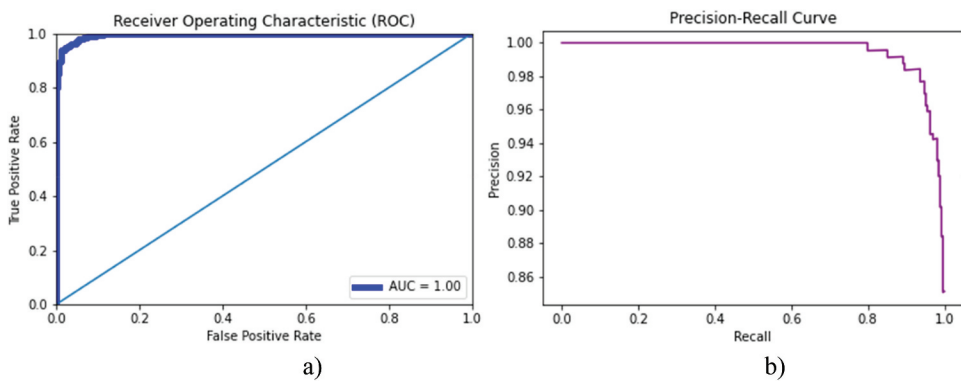 Receiver Operating Characteristic (ROC)
1.0
0.8
0.6
0.4
0.2
0.0
True Positive Rate
AUC = 1.00
0.0 0.2 0.4 0.6 0.8 1.0
False Positive Rate
a)
Precision-Recall Curve
1.00
0.98
0.96
0.94
0.92
0.90
0.88
0.86
Precision
0.0 0.2 0.4 0.6 0.8 1.0
Recall
b)